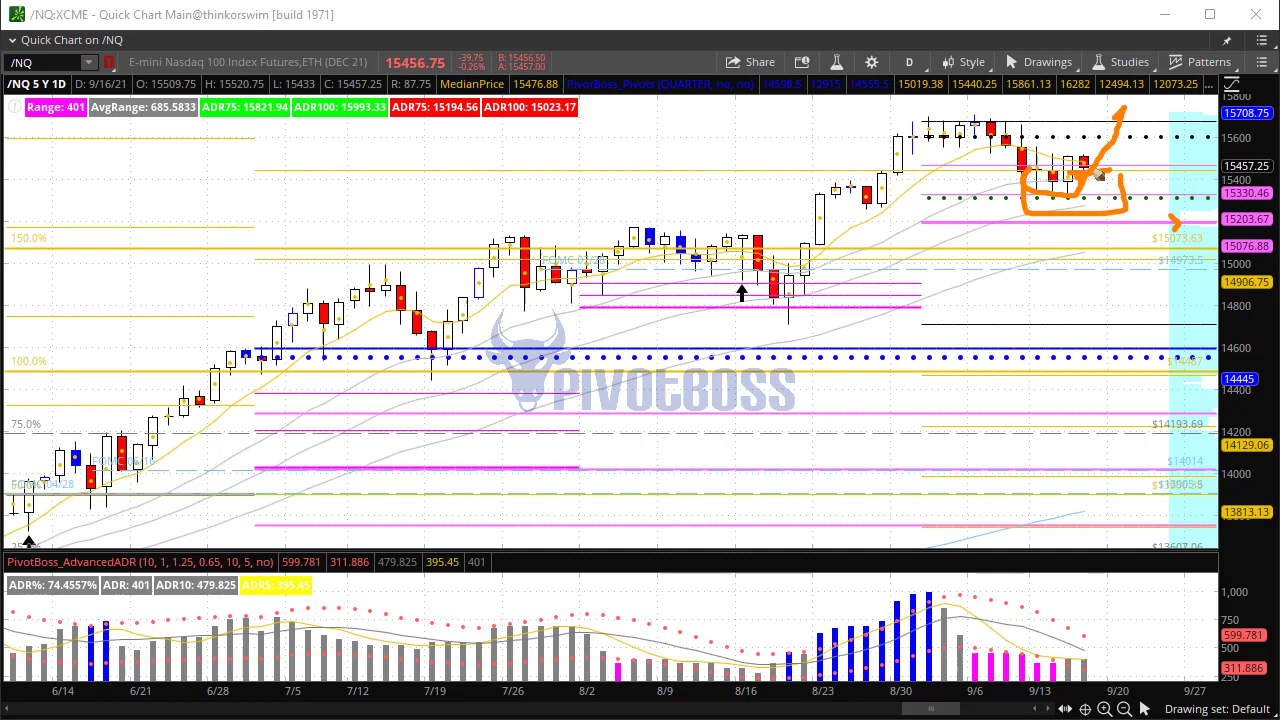 /NQ:XCME - Quick Chart Main@thinkorswim [build 1971]
Quick Chart on /NQ
/NQ E-mini Nasdaq 100 Index Futures,ETH (DEC 21) 15456.75 -39.75 -0.26% B: 15456.50 A: 15457.00 Share D Style Drawings Studies Patterns
/NQ 5 Y 1D D: 9/16/21 O: 15509.75 H: 15520.75 L: 15433 C: 15457.25 R: 87.75 MedianPrice 15476.88 PivotBoss_Pivots (QUARTER, no, no) 14598.5 12915 14555.5 15019.38 15440.25 15861.13 16282 12494.13 12073.25 ...
Range: 401 AvgRange: 685.5833 ADR75: 15821.94 ADR100: 15993.33 ADR75: 15194.56 ADR100: 15023.17
15800
15708.75
15600
15457.25
15400
15330.46
15203.67
150.0% $15073.63 15076.88
$14973.5 15000
14906.75
14800
14600
100.0%
14445
14400
75.0% $14193.69 14200
14129.06
$14014 14000
FOMC 04/28
13813.13
$13607.06
PIVOTBOSS
PivotBoss_AdvancedADR (10, 1, 1.25, 0.65, 10, 5, no) 599.781 311.886 479.825 395.45 401
ADR%: 74.4557% ADR: 401 ADR10: 479.825 ADR5: 395.45
1,000
750
599.781
500
311.886
250
6/14 6/21 6/28 7/5 7/12 7/19 7/26 8/2 8/9 8/16 8/23 8/30 9/6 9/13 9/20 9/27
Drawing set: Default